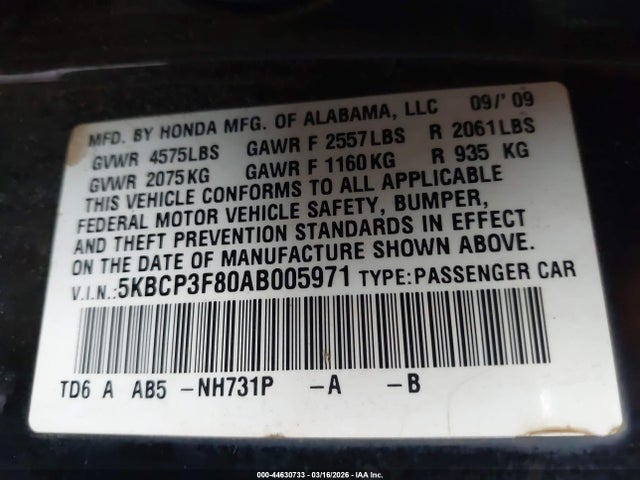 MFD. BY HONDA MFG. OF ALABAMA, LLC 09/'09
GVWR 4575LBS GAWR F 2557LBS R 2061LBS
GVWR 2075KG GAWR F 1160KG R 935 KG
THIS VEHICLE CONFORMS TO ALL APPLICABLE
FEDERAL MOTOR VEHICLE SAFETY, BUMPER,
AND THEFT PREVENTION STANDARDS IN EFFECT
ON THE DATE OF MANUFACTURE SHOWN ABOVE.
V.I.N.:5KBCP3F80AB005971 TYPE:PASSENGER CAR
TD6 A AB5 -NH731P -A -B
000-44630733 - 03/16/2026 - IAA Inc.